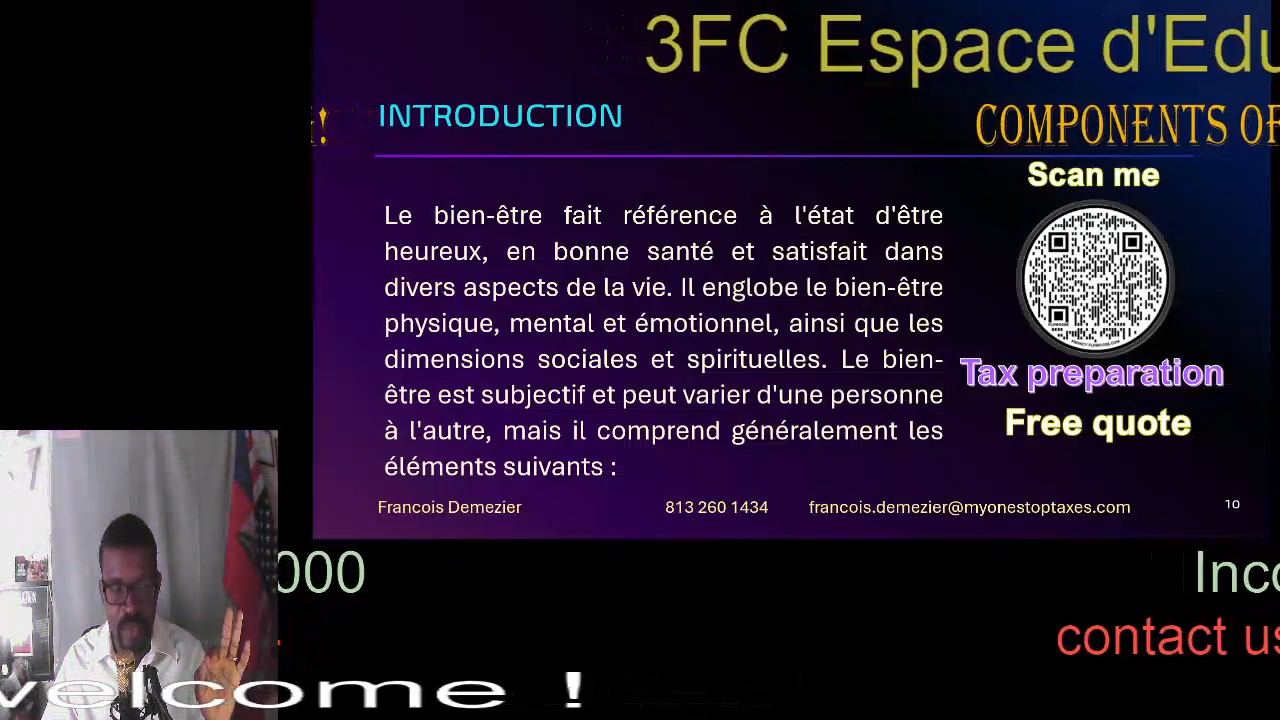 3FC Espace d'Edu
INTRODUCTION
COMPONENTS OF
Scan me
Le bien-être fait référence à l'état d'être
heureux, en bonne santé et satisfait dans
divers aspects de la vie. Il englobe le bien-être
physique, mental et émotionnel, ainsi que les
dimensions sociales et spirituelles. Le bien-
être est subjectif et peut varier d'une personne
à l'autre, mais il comprend généralement les
éléments suivants :
Tax preparation
Free quote
Francois Demezier 813 260 1434 francois.demezier@myonestoptaxes.com 10
000
Inco
contact us
welcome !